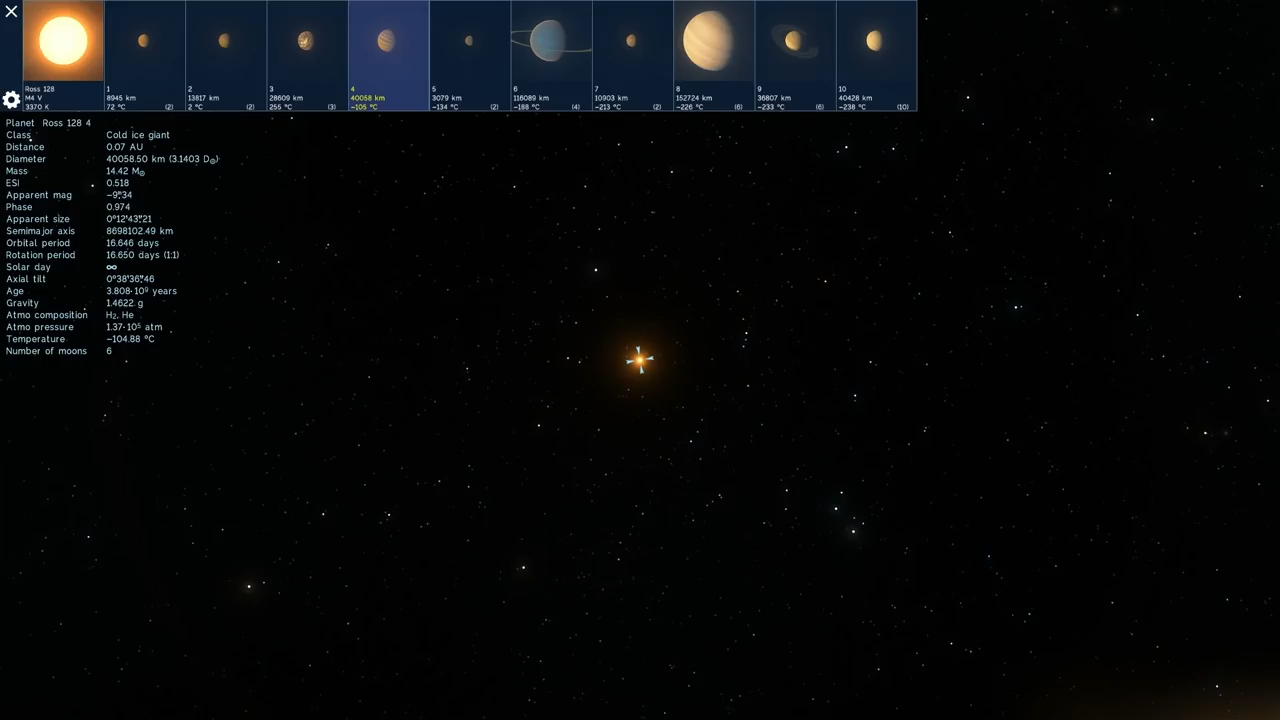 Ross 128
M4 V
3370 K
1
8945 km
72 °C (2)
2
13817 km
2 °C (2)
3
28609 km
255 °C (3)
4
40058 km
-105 °C
5
3079 km
-134 °C (2)
6
116089 km
-188 °C (4)
7
10903 km
-213 °C (2)
8
152724 km
-226 °C (6)
9
36807 km
-233 °C (6)
10
40428 km
-238 °C (10)
Planet Ross 128 4
Class Cold ice giant
Distance 0.07 AU
Diameter 40058.50 km (3.1403 D⊕)
Mass 14.42 M⊕
ESI 0.518
Apparent mag -9.34
Phase 0.974
Apparent size 0°12'43".21
Semimajor axis 8698102.49 km
Orbital period 16.646 days
Rotation period 16.650 days (1:1)
Solar day ∞
Axial tilt 0°38'36".46
Age 3.808·10⁹ years
Gravity 1.4622 g
Atmo composition H₂, He
Atmo pressure 1.37·10⁵ atm
Temperature -104.88 °C
Number of moons 6